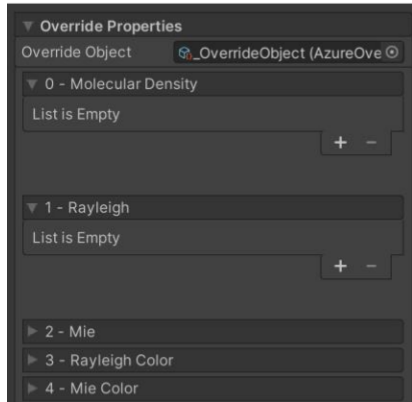 Override Properties
Override Object _OverrideObject (AzureOve
0 - Molecular Density
List is Empty
+ −
1 - Rayleigh
List is Empty
+ −
2 - Mie
3 - Rayleigh Color
4 - Mie Color